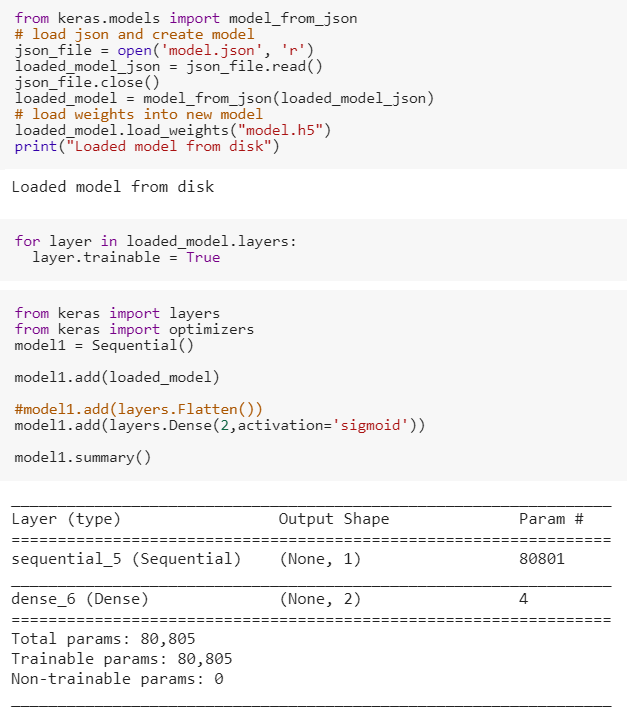 from keras.models import model_from_json
# load json and create model
json_file = open('model.json', 'r')
loaded_model_json = json_file.read()
json_file.close()
loaded_model = model_from_json(loaded_model_json)
# load weights into new model
loaded_model.load_weights("model.h5")
print("Loaded model from disk")
Loaded model from disk
for layer in loaded_model.layers:
  layer.trainable = True
from keras import layers
from keras import optimizers
model1 = Sequential()
model1.add(loaded_model)
#model1.add(layers.Flatten())
model1.add(layers.Dense(2,activation='sigmoid'))
model1.summary()
_________________________________________________________________
Layer (type)                 Output Shape              Param #
=================================================================
sequential_5 (Sequential)    (None, 1)                 80801
_________________________________________________________________
dense_6 (Dense)              (None, 2)                 4
=================================================================
Total params: 80,805
Trainable params: 80,805
Non-trainable params: 0
_________________________________________________________________